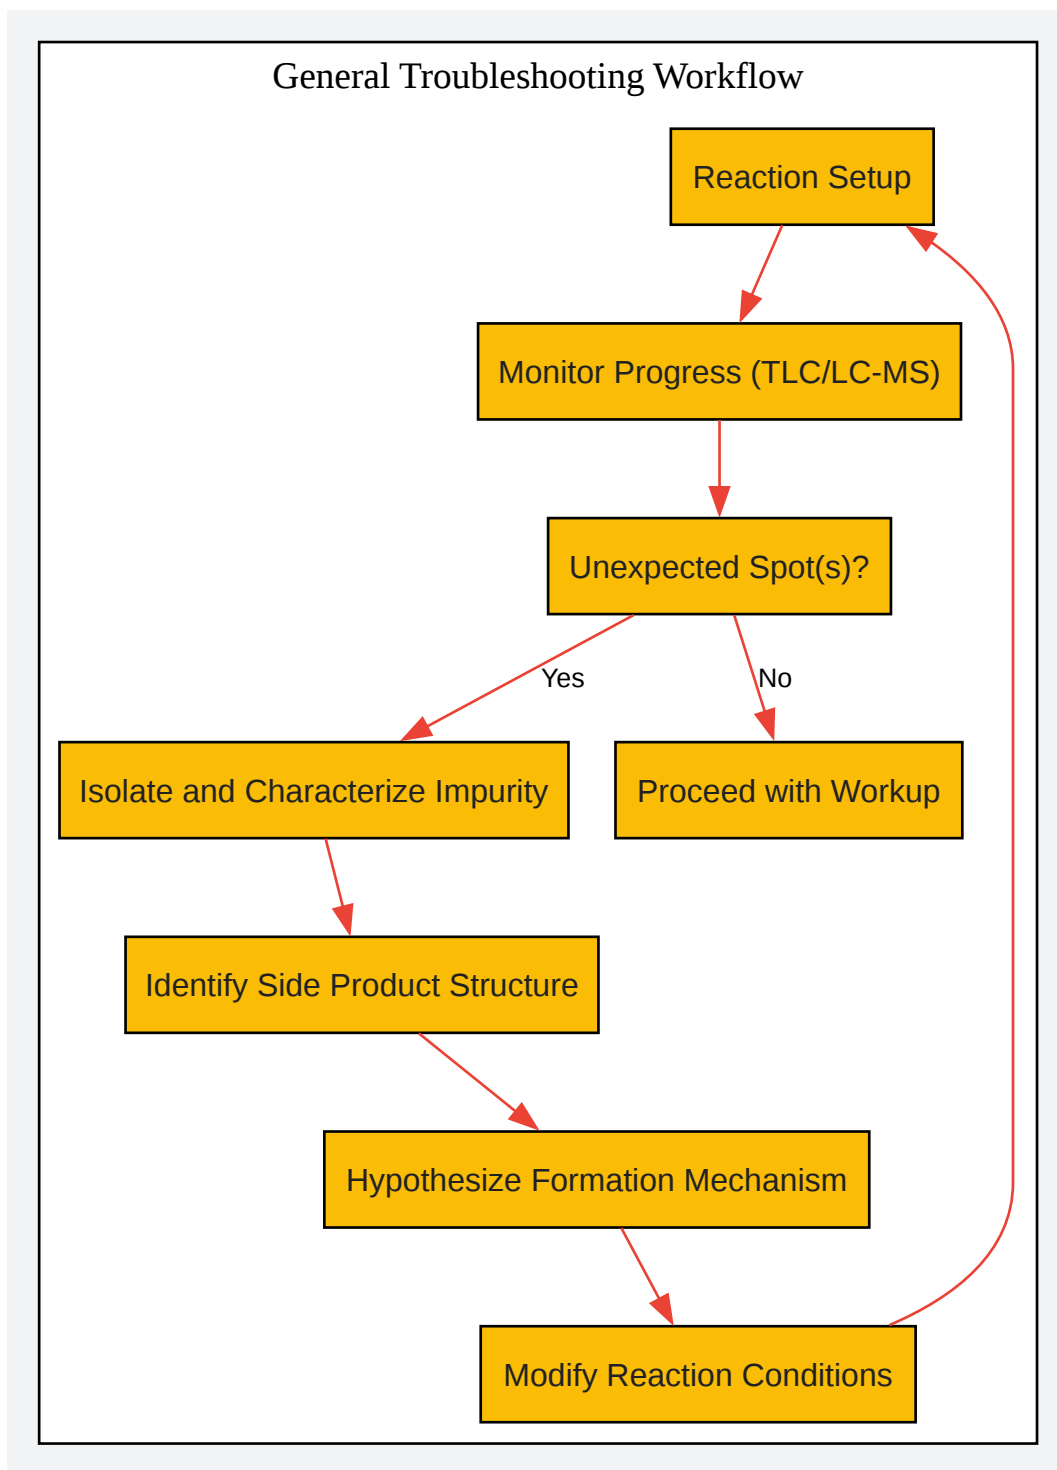 General Troubleshooting Workflow
Reaction Setup
Monitor Progress (TLC/LC-MS)
Unexpected Spot(s)?
Yes
No
Isolate and Characterize Impurity
Proceed with Workup
Identify Side Product Structure
Hypothesize Formation Mechanism
Modify Reaction Conditions